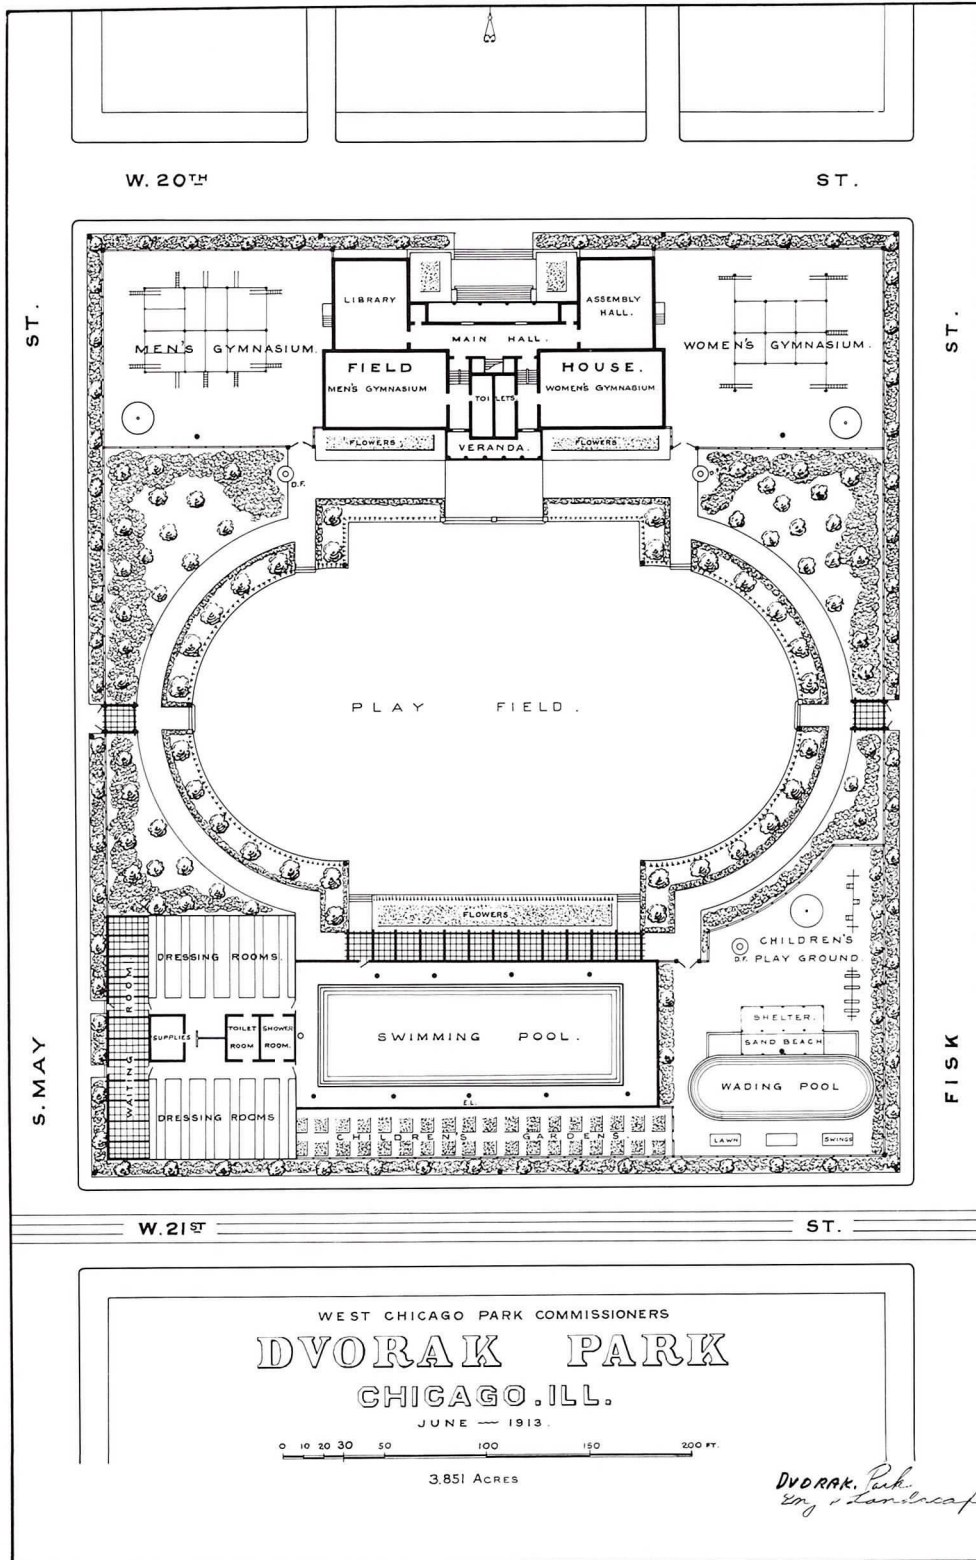 W. 20TH ST.
ST.
ST.
LIBRARY
ASSEMBLY
HALL.
MAIN HALL.
MEN'S GYMNASIUM.
WOMEN'S GYMNASIUM.
FIELD HOUSE.
MEN'S GYMNASIUM
TOILETS
WOMEN'S GYMNASIUM
FLOWERS
VERANDA.
FLOWERS
D.F.
PLAY FIELD.
FLOWERS
CHILDREN'S
D.F. PLAY GROUND.
WAITING ROOM
DRESSING ROOMS.
SUPPLIES
TOILET
ROOM
SHOWER
ROOM.
DRESSING ROOMS
SWIMMING POOL.
EL.
SHELTER.
SAND BEACH
WADING POOL
LAWN SWINGS
CHILDREN'S GARDENS.
S. MAY
FISK
W. 21ST ST.
WEST CHICAGO PARK COMMISSIONERS
DVORAK PARK
CHICAGO. ILL.
JUNE — 1913.
0 10 20 30 50 100 150 200 FT.
3.851 ACRES
DVORAK. Park
Eng & Landscap